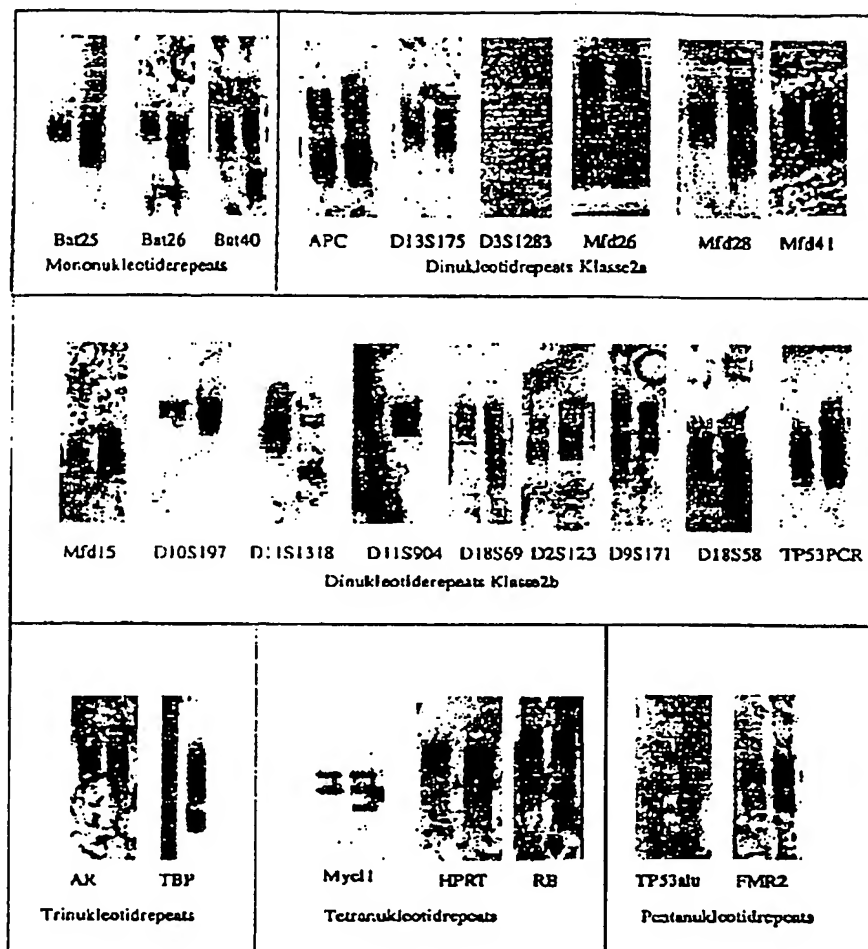 Bat25 Bat26 Bat40
Mononukleotiderepeats
APC D13S175 D3S1283 Mfd26 Mfd28 Mfd41
Dinukleotidrepeats Klasse2a
Mfd15 D10S197 D11S1318 D11S904 D18S69 D2S123 D9S171 D18S58 TP53PCR
Dinukleotiderepeats Klasse2b
AR TBP
Trinukleotidrepeats
Mycl1 HPRT RB
Tetranukleotidrepeats
TP53alu FMR2
Pentanukleotidrepeats